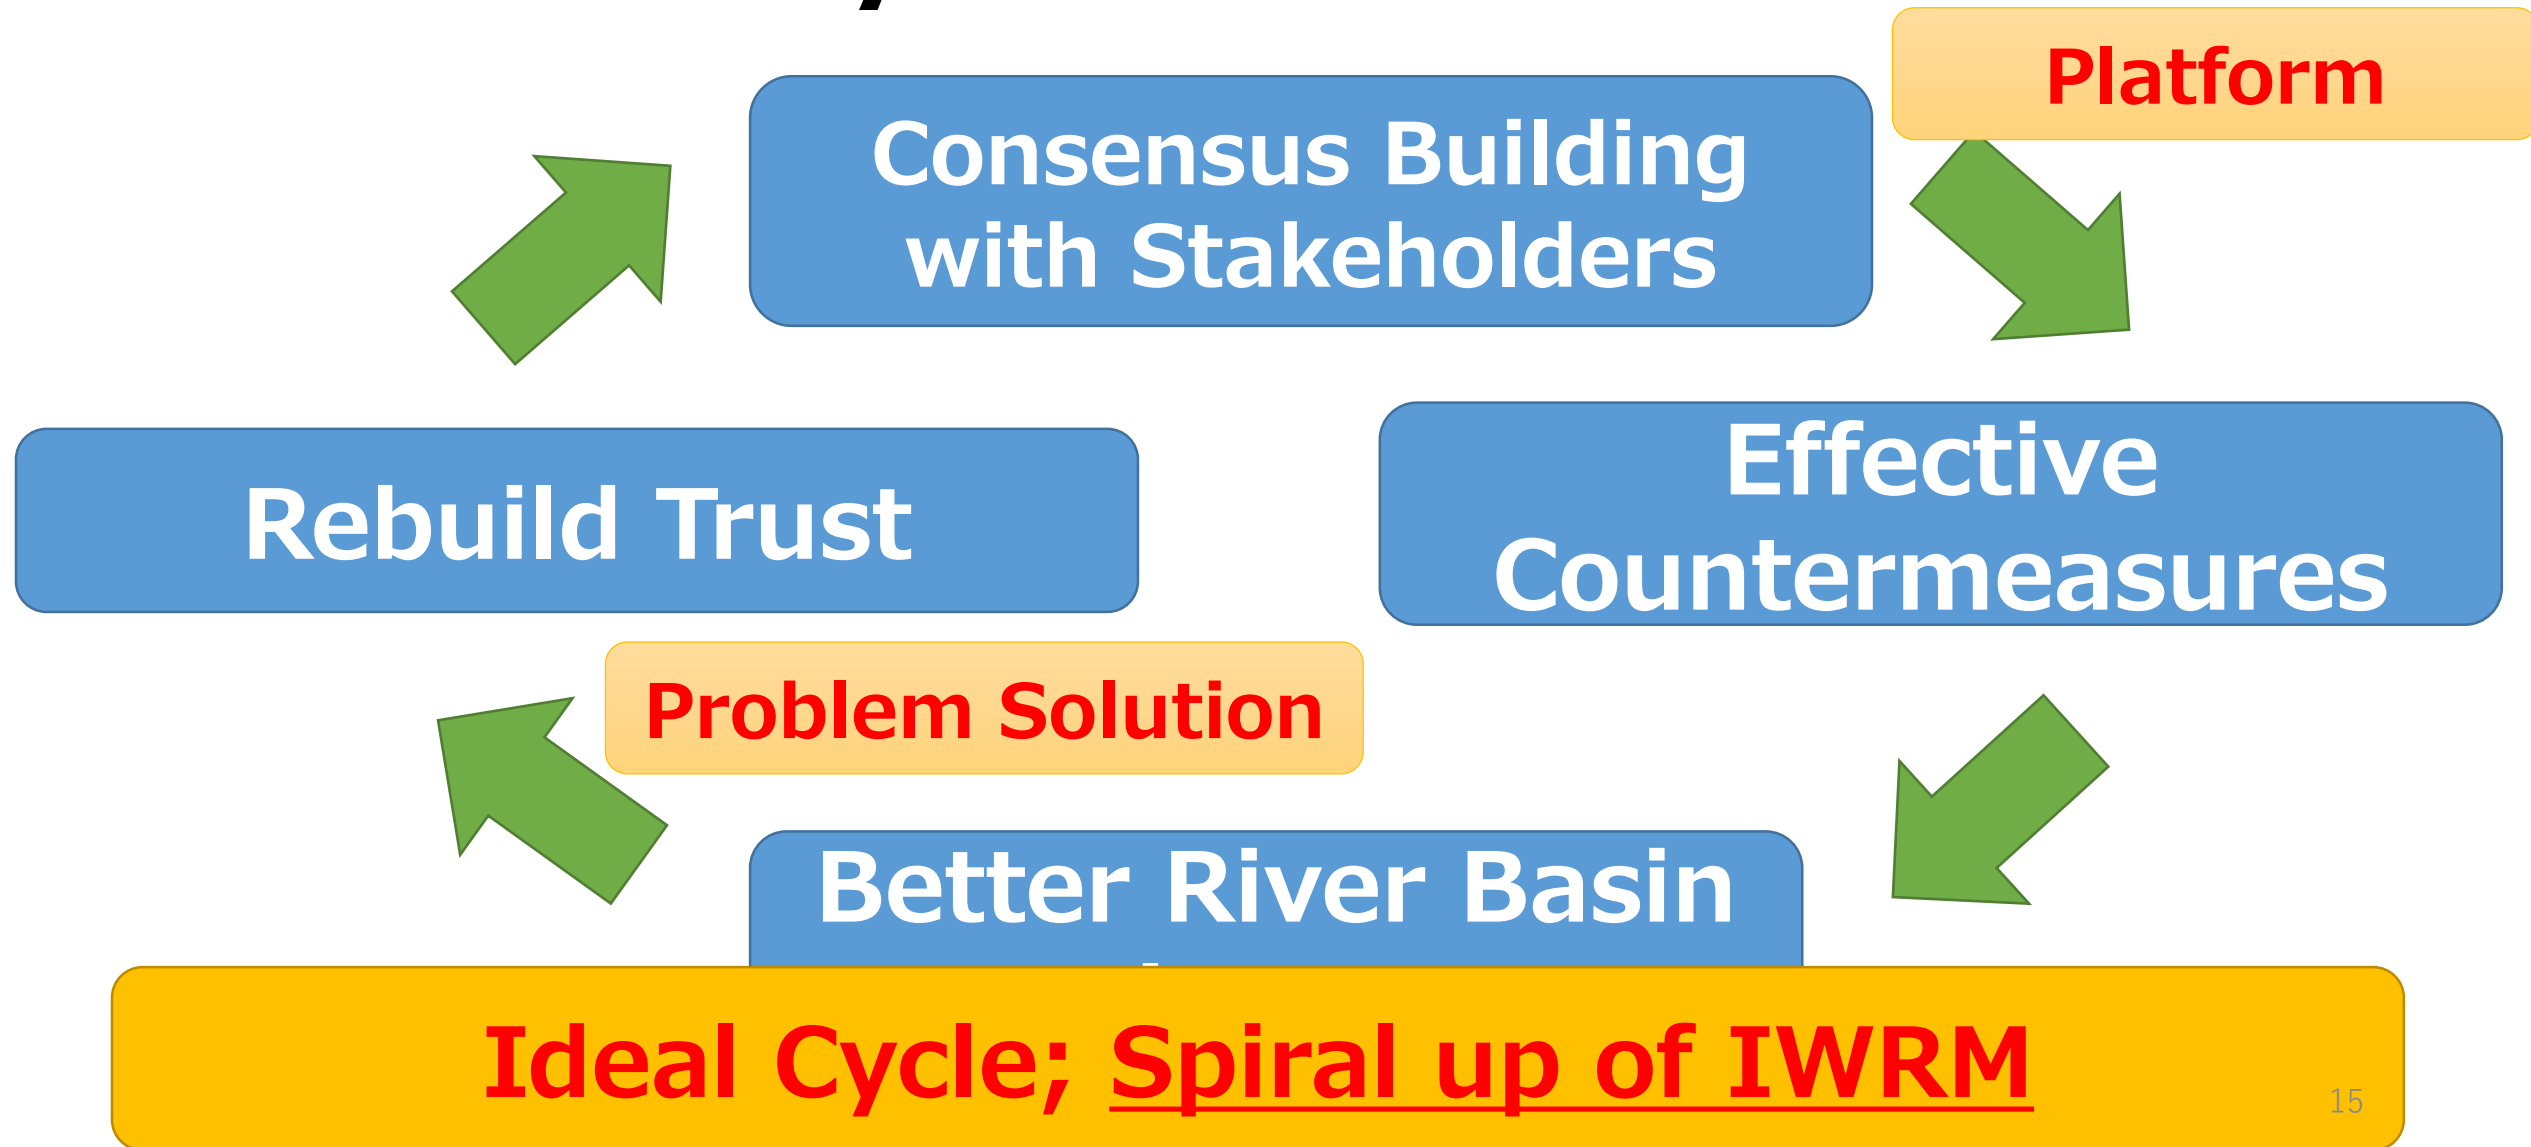 Platform
Consensus Building
with Stakeholders
Rebuild Trust
Effective
Countermeasures
Problem Solution
Better River Basin
Ideal Cycle; Spiral up of IWRM
15